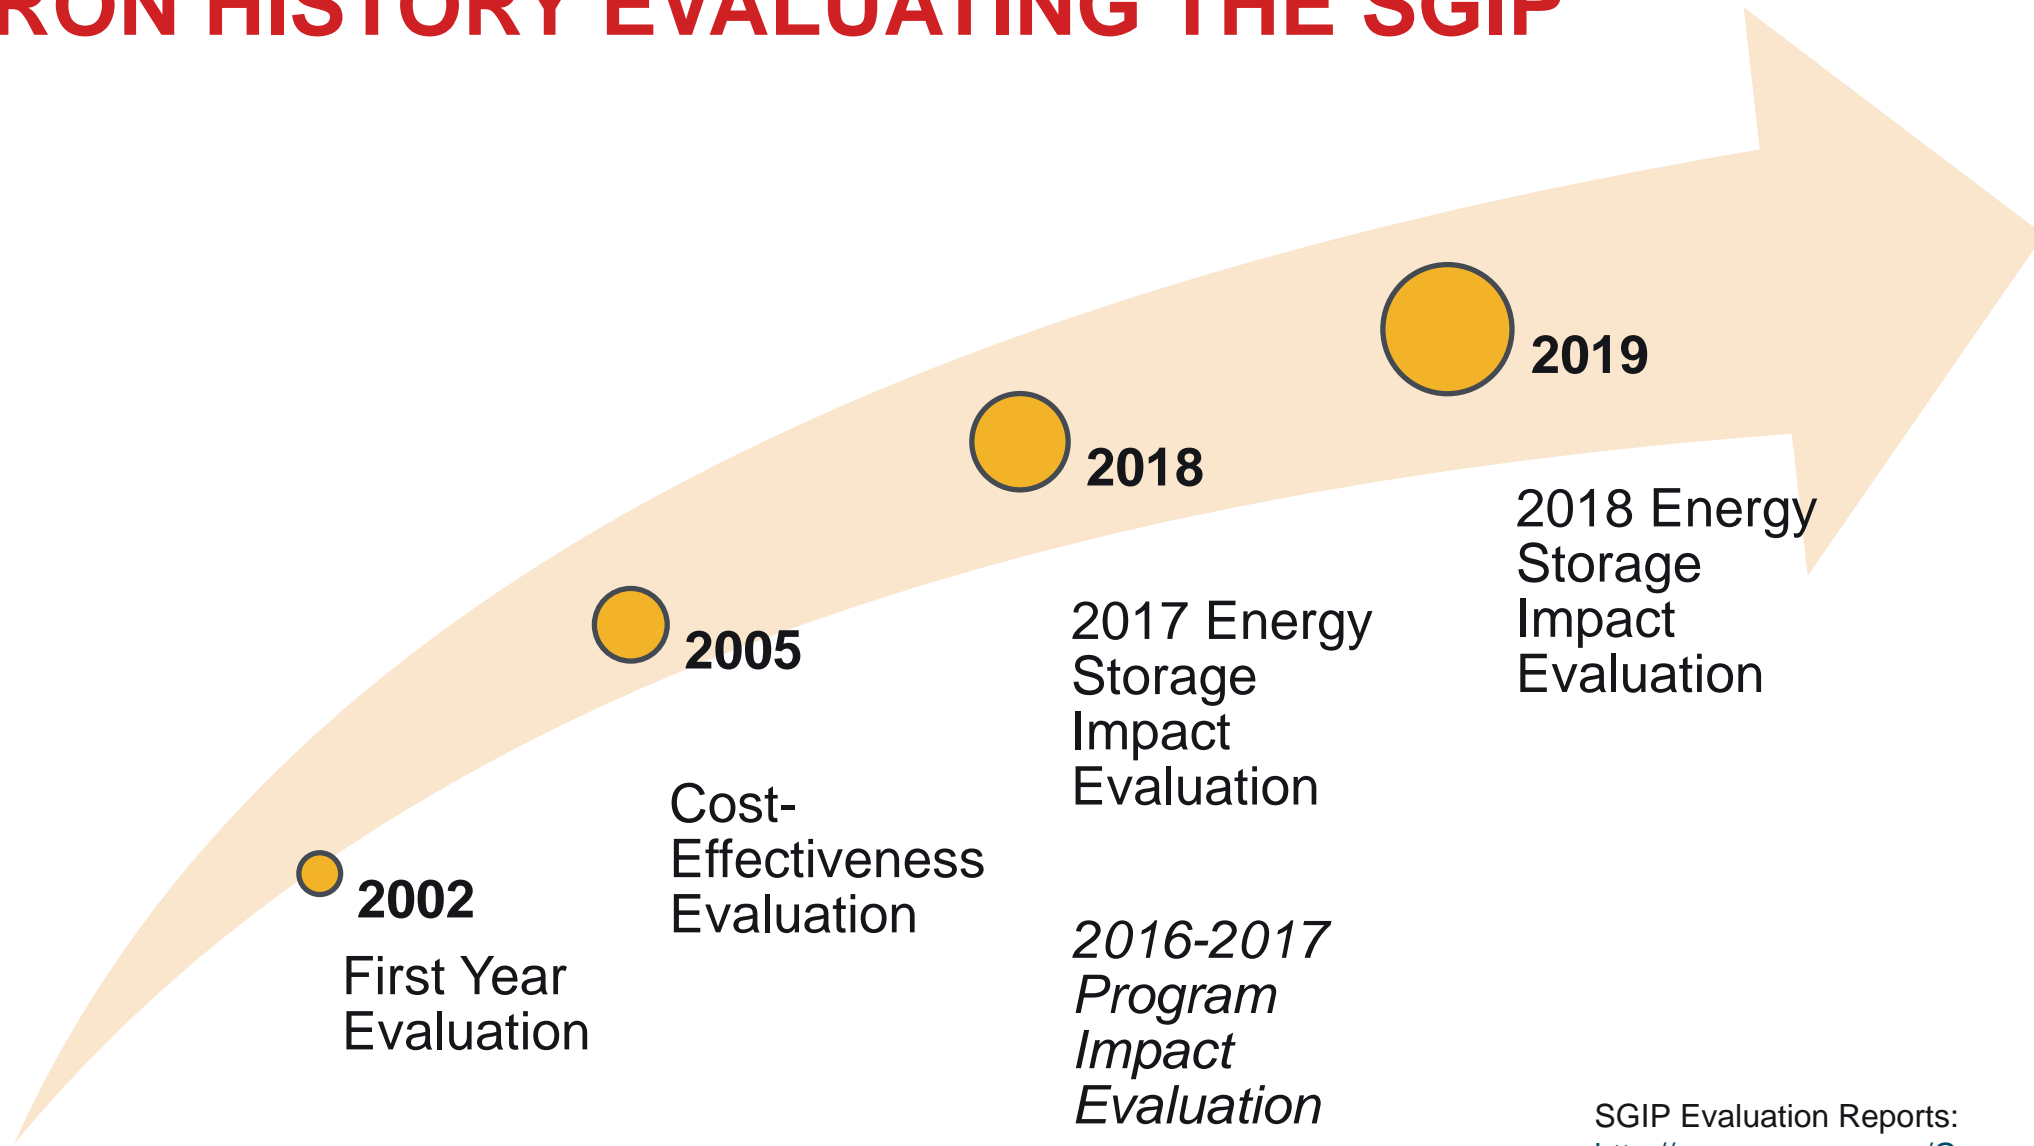 RON HISTORY EVALUATING THE SGIP
2002
First Year
Evaluation
2005
Cost-
Effectiveness
Evaluation
2018
2017 Energy
Storage
Impact
Evaluation
2016-2017
Program
Impact
Evaluation
2019
2018 Energy
Storage
Impact
Evaluation
SGIP Evaluation Reports: